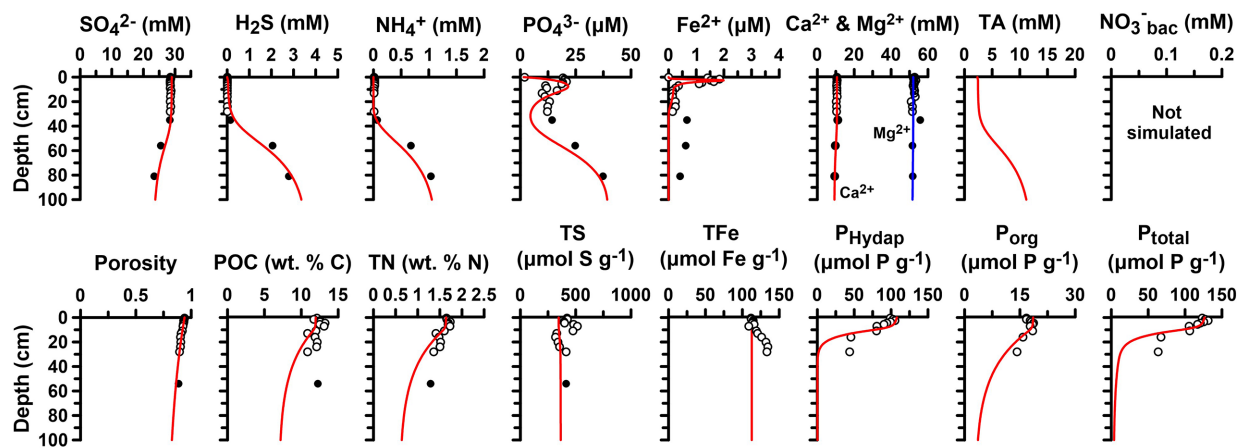 SO₄²⁻ (mM) H₂S (mM) NH₄⁺ (mM) PO₄³⁻ (µM) Fe²⁺ (µM) Ca²⁺ & Mg²⁺ (mM) TA (mM) NO₃⁻bac (mM)
0 10 20 30 0 1 2 3 4 5 0 0.5 1 1.5 2 0 25 50 0 1 2 3 4 0 20 40 60 0 5 10 15 20 0 0.1 0.2
Depth (cm)
0
20
40
60
80
100
Mg²⁺
Ca²⁺
Not
simulated
Porosity POC (wt. % C) TN (wt. % N) TS (µmol S g⁻¹) TFe (µmol Fe g⁻¹) P_Hydap (µmol P g⁻¹) P_org (µmol P g⁻¹) P_total (µmol P g⁻¹)
0 1 0 5 10 15 0 0.5 1 1.5 2 2.5 0 500 1000 0 50 100 150 200 0 50 100 150 0 15 30 0 50 100 150
Depth (cm)
0
20
40
60
80
100